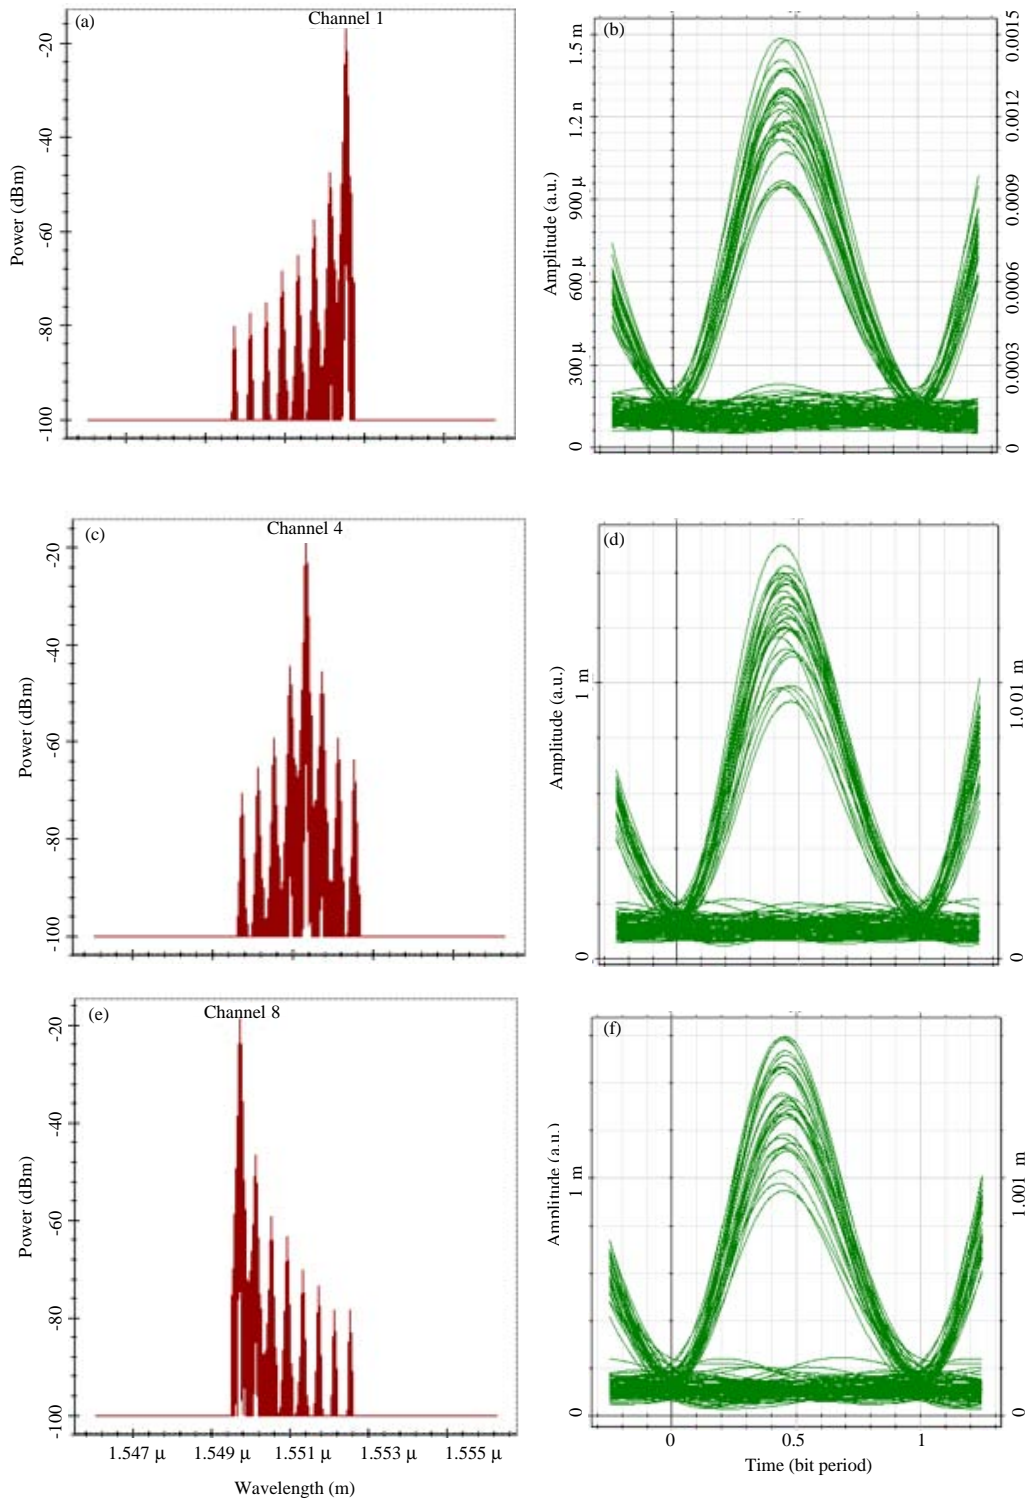 (a)
Channel 1
-20
-40
-60
-80
-100
Power (dBm)
(b)
1.5 m
1.2 n
900 µ
600 µ
300 µ
0
Amplitude (a.u.)
0.0015
0.0012
0.0009
0.0006
0.0003
0
(c)
Channel 4
-20
-40
-60
-80
-100
Power (dBm)
(d)
1 m
0
Amplitude (a.u.)
1.0 01 m
0
(e)
Channel 8
-20
-40
-60
-80
-100
Power (dBm)
1.547 µ 1.549 µ 1.551 µ 1.553 µ 1.555 µ
Wavelength (m)
(f)
1 m
0
Amplitude (a.u.)
1.001 m
0
0 0.5 1
Time (bit period)